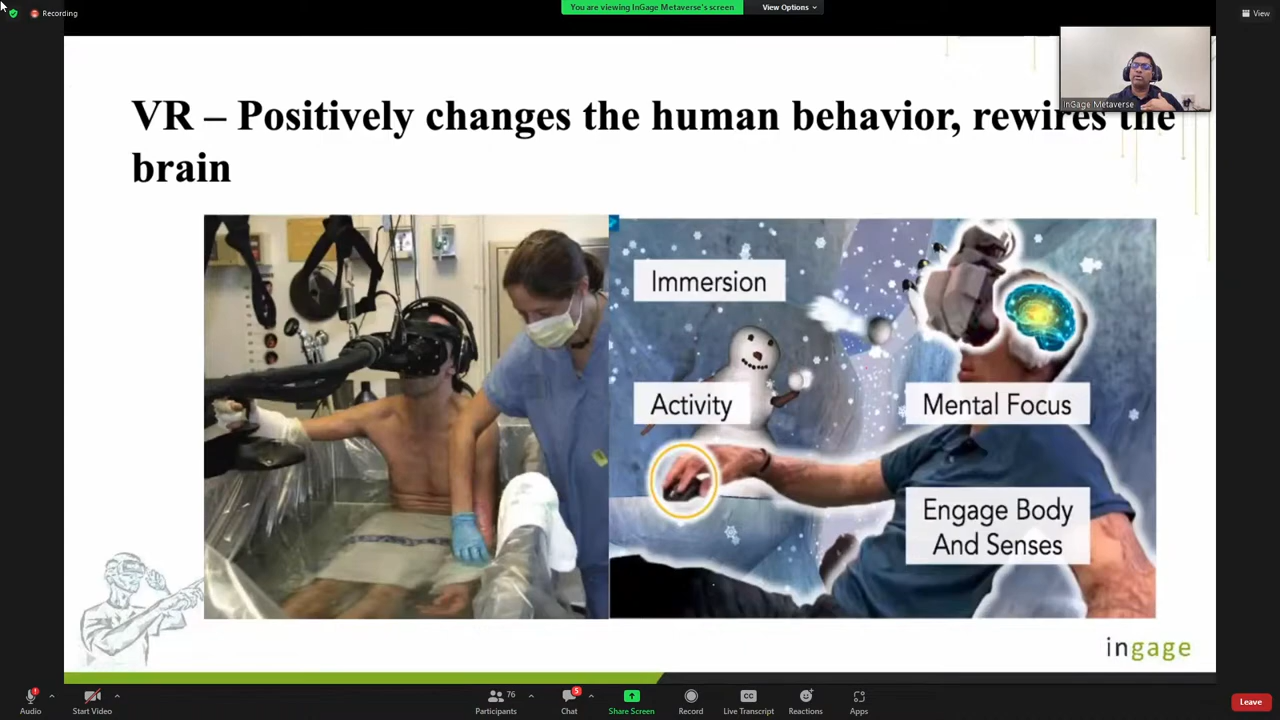 Recording
You are viewing InGage Metaverse's screen
View Options
View
InGage Metaverse
VR – Positively changes the human behavior, rewires the
brain
Immersion
Activity
Mental Focus
Engage Body
And Senses
ingage
Audio
Start Video
76
Participants
5
Chat
Share Screen
Record
CC
Live Transcript
Reactions
Apps
Leave